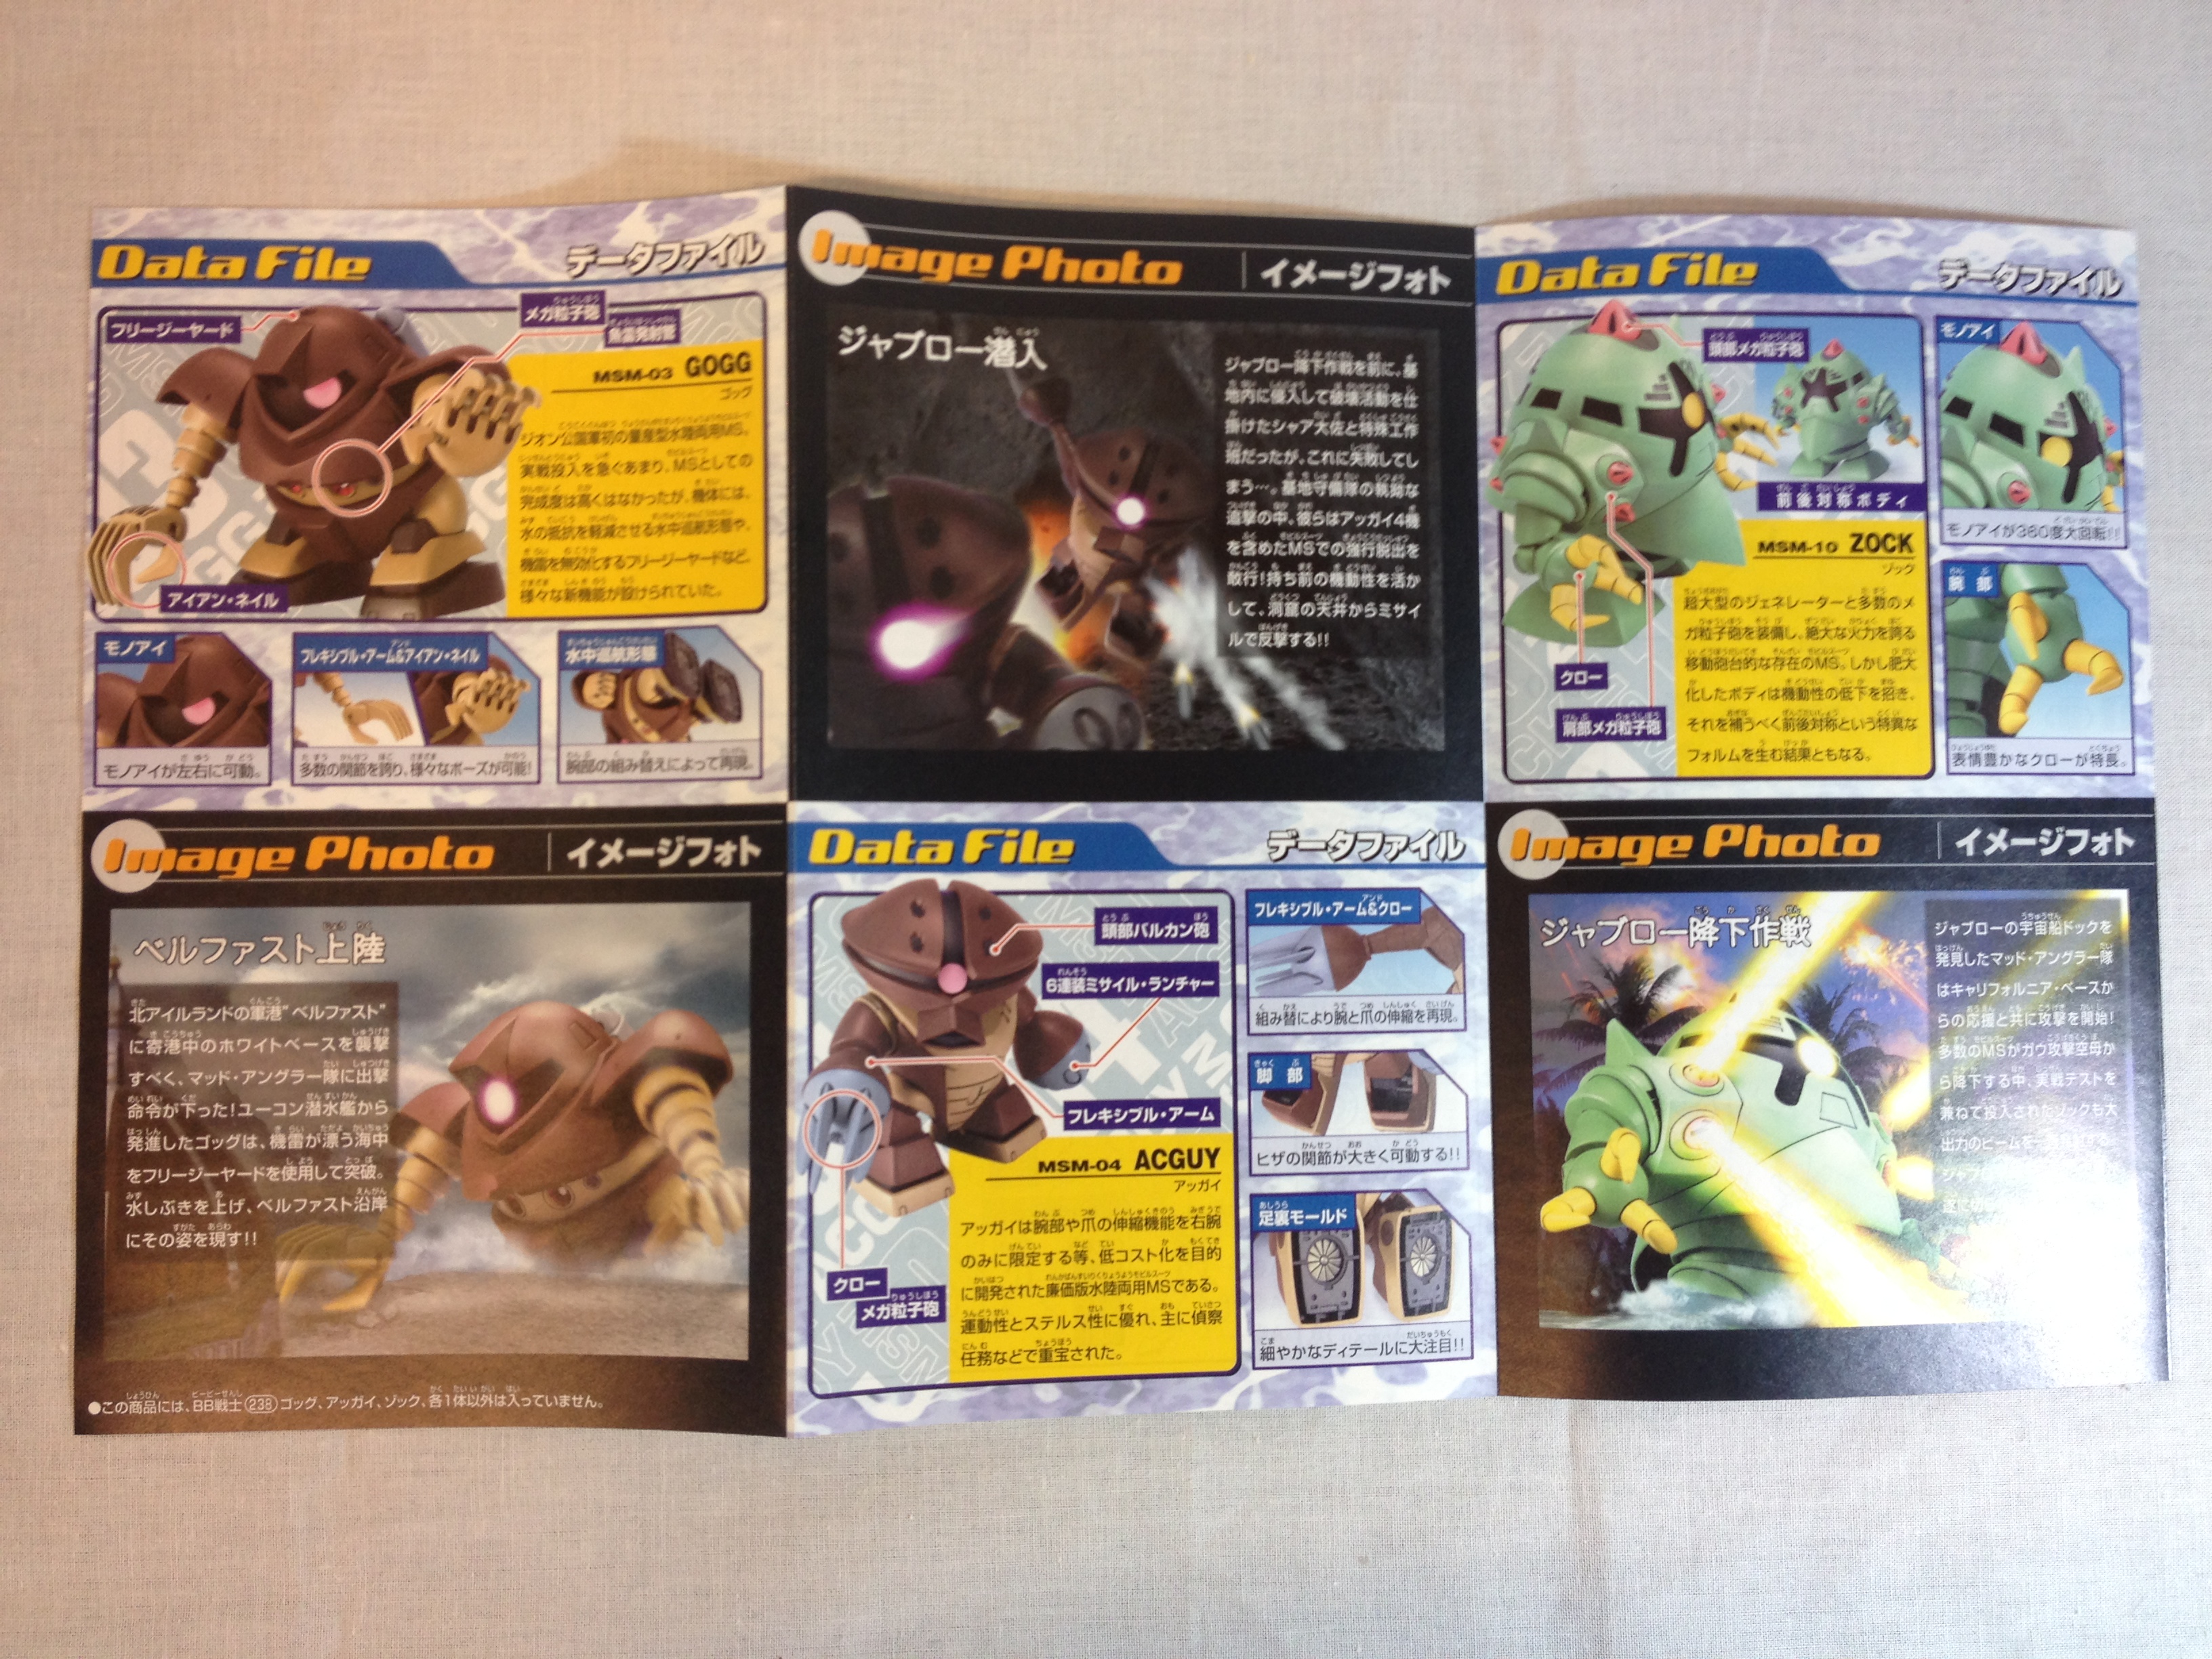 Data File
データファイル
フリージーヤード
メガ粒子砲
魚雷発射管
MSM-03 GOGG
ゴッグ
ジオン公国軍初の量産型水陸両用MS。
実戦投入を急ぐあまり、MSとしての
完成度は高くはなかったが、機体には、
水の抵抗を軽減させる水中巡航形態や、
機雷を無効化するフリージーヤードなど、
様々な新機能が設けられていた。
アイアン・ネイル
モノアイ
モノアイが左右に可動。
フレキシブル・アーム&アイアン・ネイル
多数の関節を誇り、様々なポーズが可能!
水中巡航形態
腕部の組み替えによって再現。
Image Photo
イメージフォト
ジャブロー潜入
ジャブロー降下作戦を前に、基
地内に侵入して破壊活動を仕
掛けたシャア大佐と特殊工作
班だったが、これに失敗してし
まう…。基地守備隊の執拗な
追撃の中、彼らはアッガイ4機
を含めたMSでの強行脱出を
敢行!持ち前の機動性を活か
して、洞窟の天井からミサイ
ルで反撃する!!
Data File
データファイル
頭部メガ粒子砲
前後対称ボディ
MSM-10 ZOCK
ゾック
超大型のジェネレーターと多数のメ
ガ粒子砲を装備し、絶大な火力を誇る
移動砲台的な存在のMS。しかし肥大
化したボディは機動性の低下を招き、
それを補うべく前後対称という特異な
フォルムを生む結果ともなる。
クロー
肩部メガ粒子砲
モノアイ
モノアイが360度大回転!!
腕部
表情豊かなクローが特長。
Image Photo
イメージフォト
ベルファスト上陸
北アイルランドの軍港"ベルファスト"
に寄港中のホワイトベースを襲撃
すべく、マッド・アングラー隊に出撃
命令が下った!ユーコン潜水艦から
発進したゴッグは、機雷が漂う海中
をフリージーヤードを使用して突破。
水しぶきを上げ、ベルファスト沿岸
にその姿を現す!!
●この商品には、BB戦士238ゴッグ、アッガイ、ゾック、各1体以外は入っていません。
Data File
データファイル
頭部バルカン砲
6連装ミサイル・ランチャー
フレキシブル・アーム
クロー
メガ粒子砲
MSM-04 ACGUY
アッガイ
アッガイは腕部や爪の伸縮機能を右腕
のみに限定する等、低コスト化を目的
に開発された廉価版水陸両用MSである。
運動性とステルス性に優れ、主に偵察
任務などで重宝された。
フレキシブル・アーム&クロー
組み替により腕と爪の伸縮を再現。
脚部
ヒザの関節が大きく可動する!!
足裏モールド
細やかなディテールに大注目!!
Image Photo
イメージフォト
ジャブロー降下作戦
ジャブローの宇宙船ドックを
発見したマッド・アングラー隊
はキャリフォルニア・ベースか
らの応援と共に攻撃を開始!
多数のMSがガウ攻撃空母か
ら降下する中、実戦テストを
兼ねて投入されたゾックも大
出力のビームを